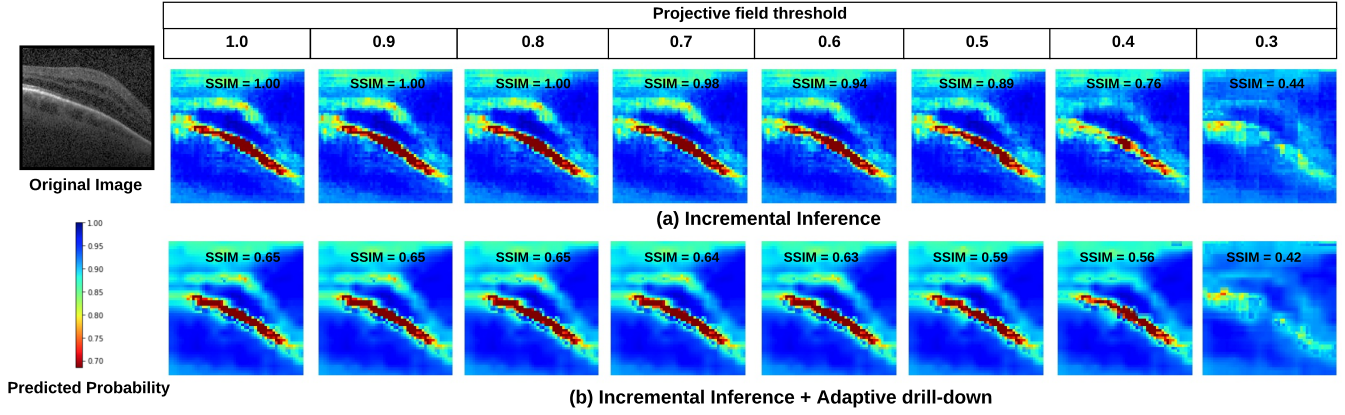 Projective field threshold
1.0 0.9 0.8 0.7 0.6 0.5 0.4 0.3
SSIM = 1.00 SSIM = 1.00 SSIM = 1.00 SSIM = 0.98 SSIM = 0.94 SSIM = 0.89 SSIM = 0.76 SSIM = 0.44
Original Image
(a) Incremental Inference
1.00
0.95
0.90
0.85
0.80
0.75
0.70
Predicted Probability
SSIM = 0.65 SSIM = 0.65 SSIM = 0.65 SSIM = 0.64 SSIM = 0.63 SSIM = 0.59 SSIM = 0.56 SSIM = 0.42
(b) Incremental Inference + Adaptive drill-down